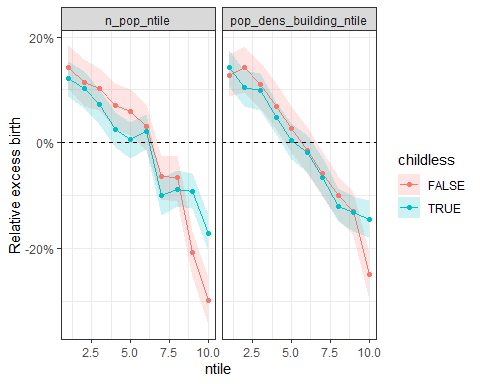 n_pop_ntile
pop_dens_building_ntile
20%
0%
-20%
Relative excess birth
2.5
5.0
7.5
10.0
2.5
5.0
7.5
10.0
ntile
childless
FALSE
TRUE